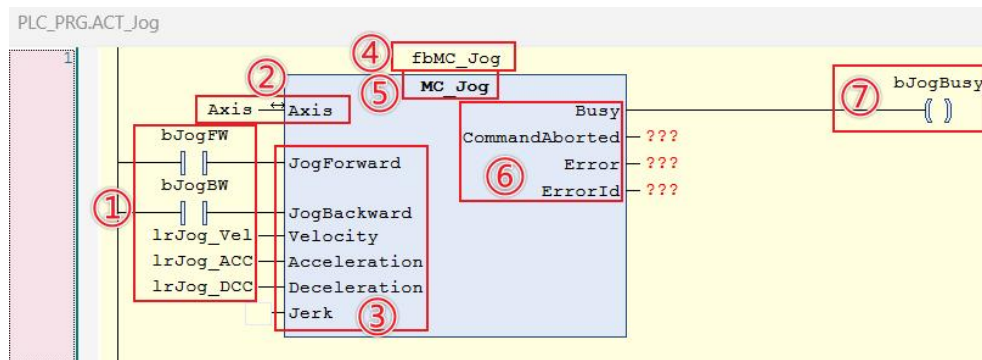 PLC_PRG.ACT_Jog
1
④ fbMC_Jog
② ⑤ MC_Jog
Axis Axis Busy ⑦ bJogBusy
bJogFW CommandAborted ???
JogForward Error ???
bJogBW ⑥ ErrorId ???
① JogBackward
lrJog_Vel Velocity
lrJog_ACC Acceleration
lrJog_DCC Deceleration
Jerk ③